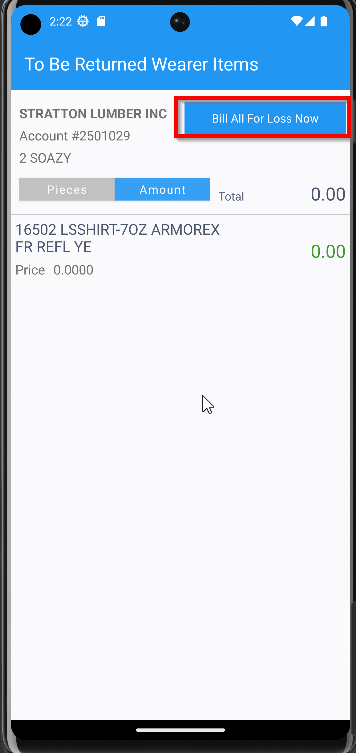 2:22
To Be Returned Wearer Items
STRATTON LUMBER INC
Bill All For Loss Now
Account #2501029
2 SOAZY
Pieces
Amount
Total
0.00
16502 LSSHIRT-7OZ ARMOREX
FR REFL YE
0.00
Price 0.0000